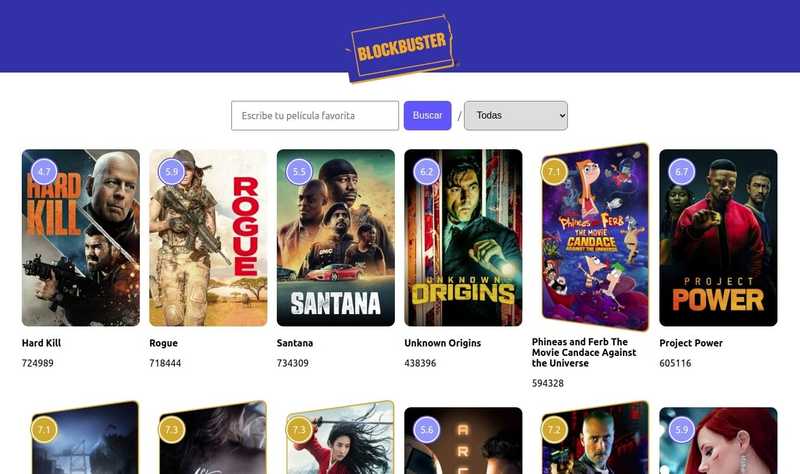 BLOCKBUSTER
Escribe tu película favorita
Buscar
/
Todas
4.7
HARD
KILL
5.9
ROGUE
5.5
SANTANA
6.2
UNKNOWN
ORIGINS
7.1
Phineas and Ferb
THE MOVIE
CANDACE
AGAINST THE UNIVERSE
6.7
PROJECT
POWER
Hard Kill
724989
Rogue
718444
Santana
734309
Unknown Origins
438396
Phineas and Ferb The
Movie Candace Against
the Universe
594328
Project Power
605116
7.1
7.3
7.3
5.6
ARC
7.2
5.9